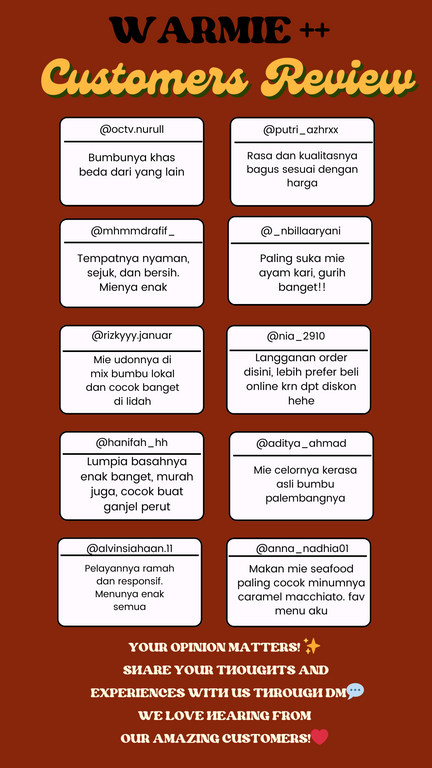 WARMIE ++
Customers Review
@octv.nurull
Bumbunya khas
beda dari yang lain
@putri_azhrxx
Rasa dan kualitasnya
bagus sesuai dengan
harga
@mhmmdrafif_
Tempatnya nyaman,
sejuk, dan bersih.
Mienya enak
@_nbillaaryani
Paling suka mie
ayam kari, gurih
banget!!
@rizkyyy.januar
Mie udonnya di
mix bumbu lokal
dan cocok banget
di lidah
@nia_2910
Langganan order
disini, lebih prefer beli
online krn dpt diskon
hehe
@hanifah_hh
Lumpia basahnya
enak banget, murah
juga, cocok buat
ganjel perut
@aditya_ahmad
Mie celornya kerasa
asli bumbu
palembangnya
@alvinsiahaan.11
Pelayannya ramah
dan responsif.
Menunya enak
semua
@anna_nadhia01
Makan mie seafood
paling cocok minumnya
caramel macchiato. fav
menu aku
YOUR OPINION MATTERS! ✨
SHARE YOUR THOUGHTS AND
EXPERIENCES WITH US THROUGH DM💬
WE LOVE HEARING FROM
OUR AMAZING CUSTOMERS!❤️